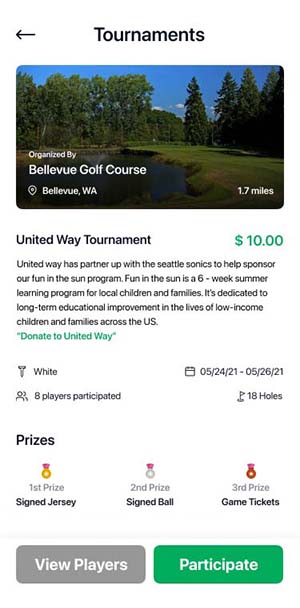 Tournaments
Organized By
Bellevue Golf Course
Bellevue, WA
1.7 miles
United Way Tournament
$ 10.00
United way has partner up with the seattle sonics to help sponsor
our fun in the sun program. Fun in the sun is a 6 - week summer
learning program for local children and families. It's dedicated to
long-term educational improvement in the lives of low-income
children and families across the US.
"Donate to United Way"
White
05/24/21 - 05/26/21
8 players participated
18 Holes
Prizes
1st Prize
2nd Prize
3rd Prize
Signed Jersey
Signed Ball
Game Tickets
View Players
Participate